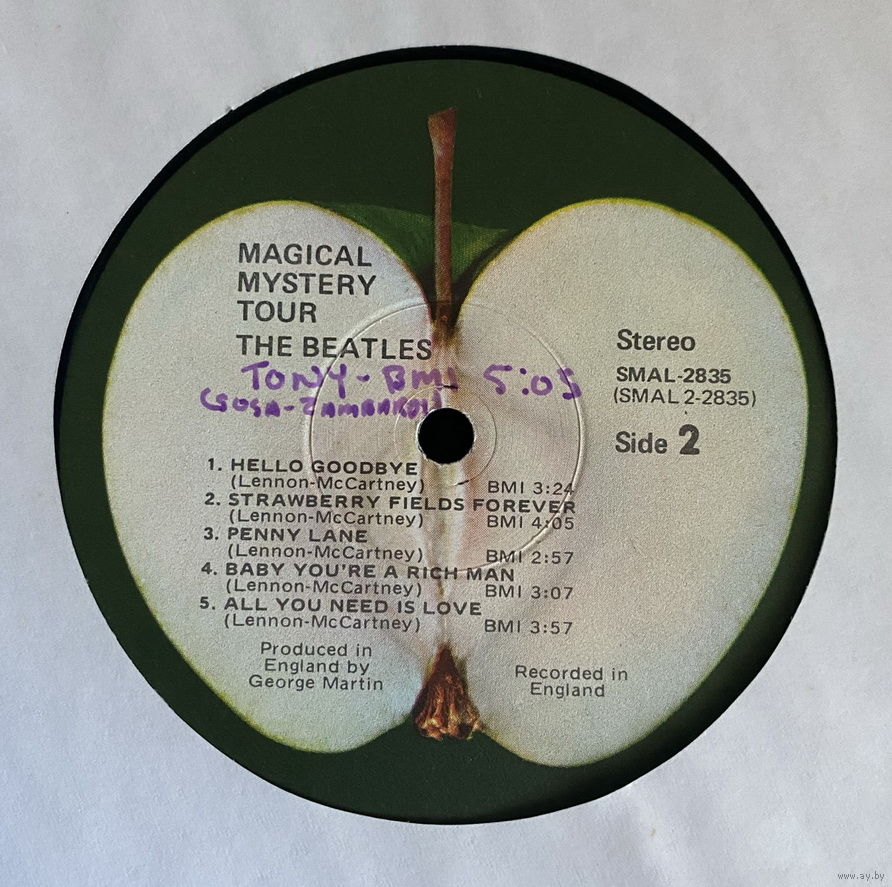 MAGICAL
MYSTERY
TOUR
THE BEATLES
TONY - BMI 5:05
Stereo
SMAL-2835
(SMAL 2-2835)
Side 2
1. HELLO GOODBYE
(Lennon-McCartney) BMI 3:24
2. STRAWBERRY FIELDS FOREVER
(Lennon-McCartney) BMI 4:05
3. PENNY LANE
(Lennon-McCartney) BMI 2:57
4. BABY YOU'RE A RICH MAN
(Lennon-McCartney) BMI 3:07
5. ALL YOU NEED IS LOVE
(Lennon-McCartney) BMI 3:57
Produced in
England by
George Martin
Recorded in
England
www.ay.by